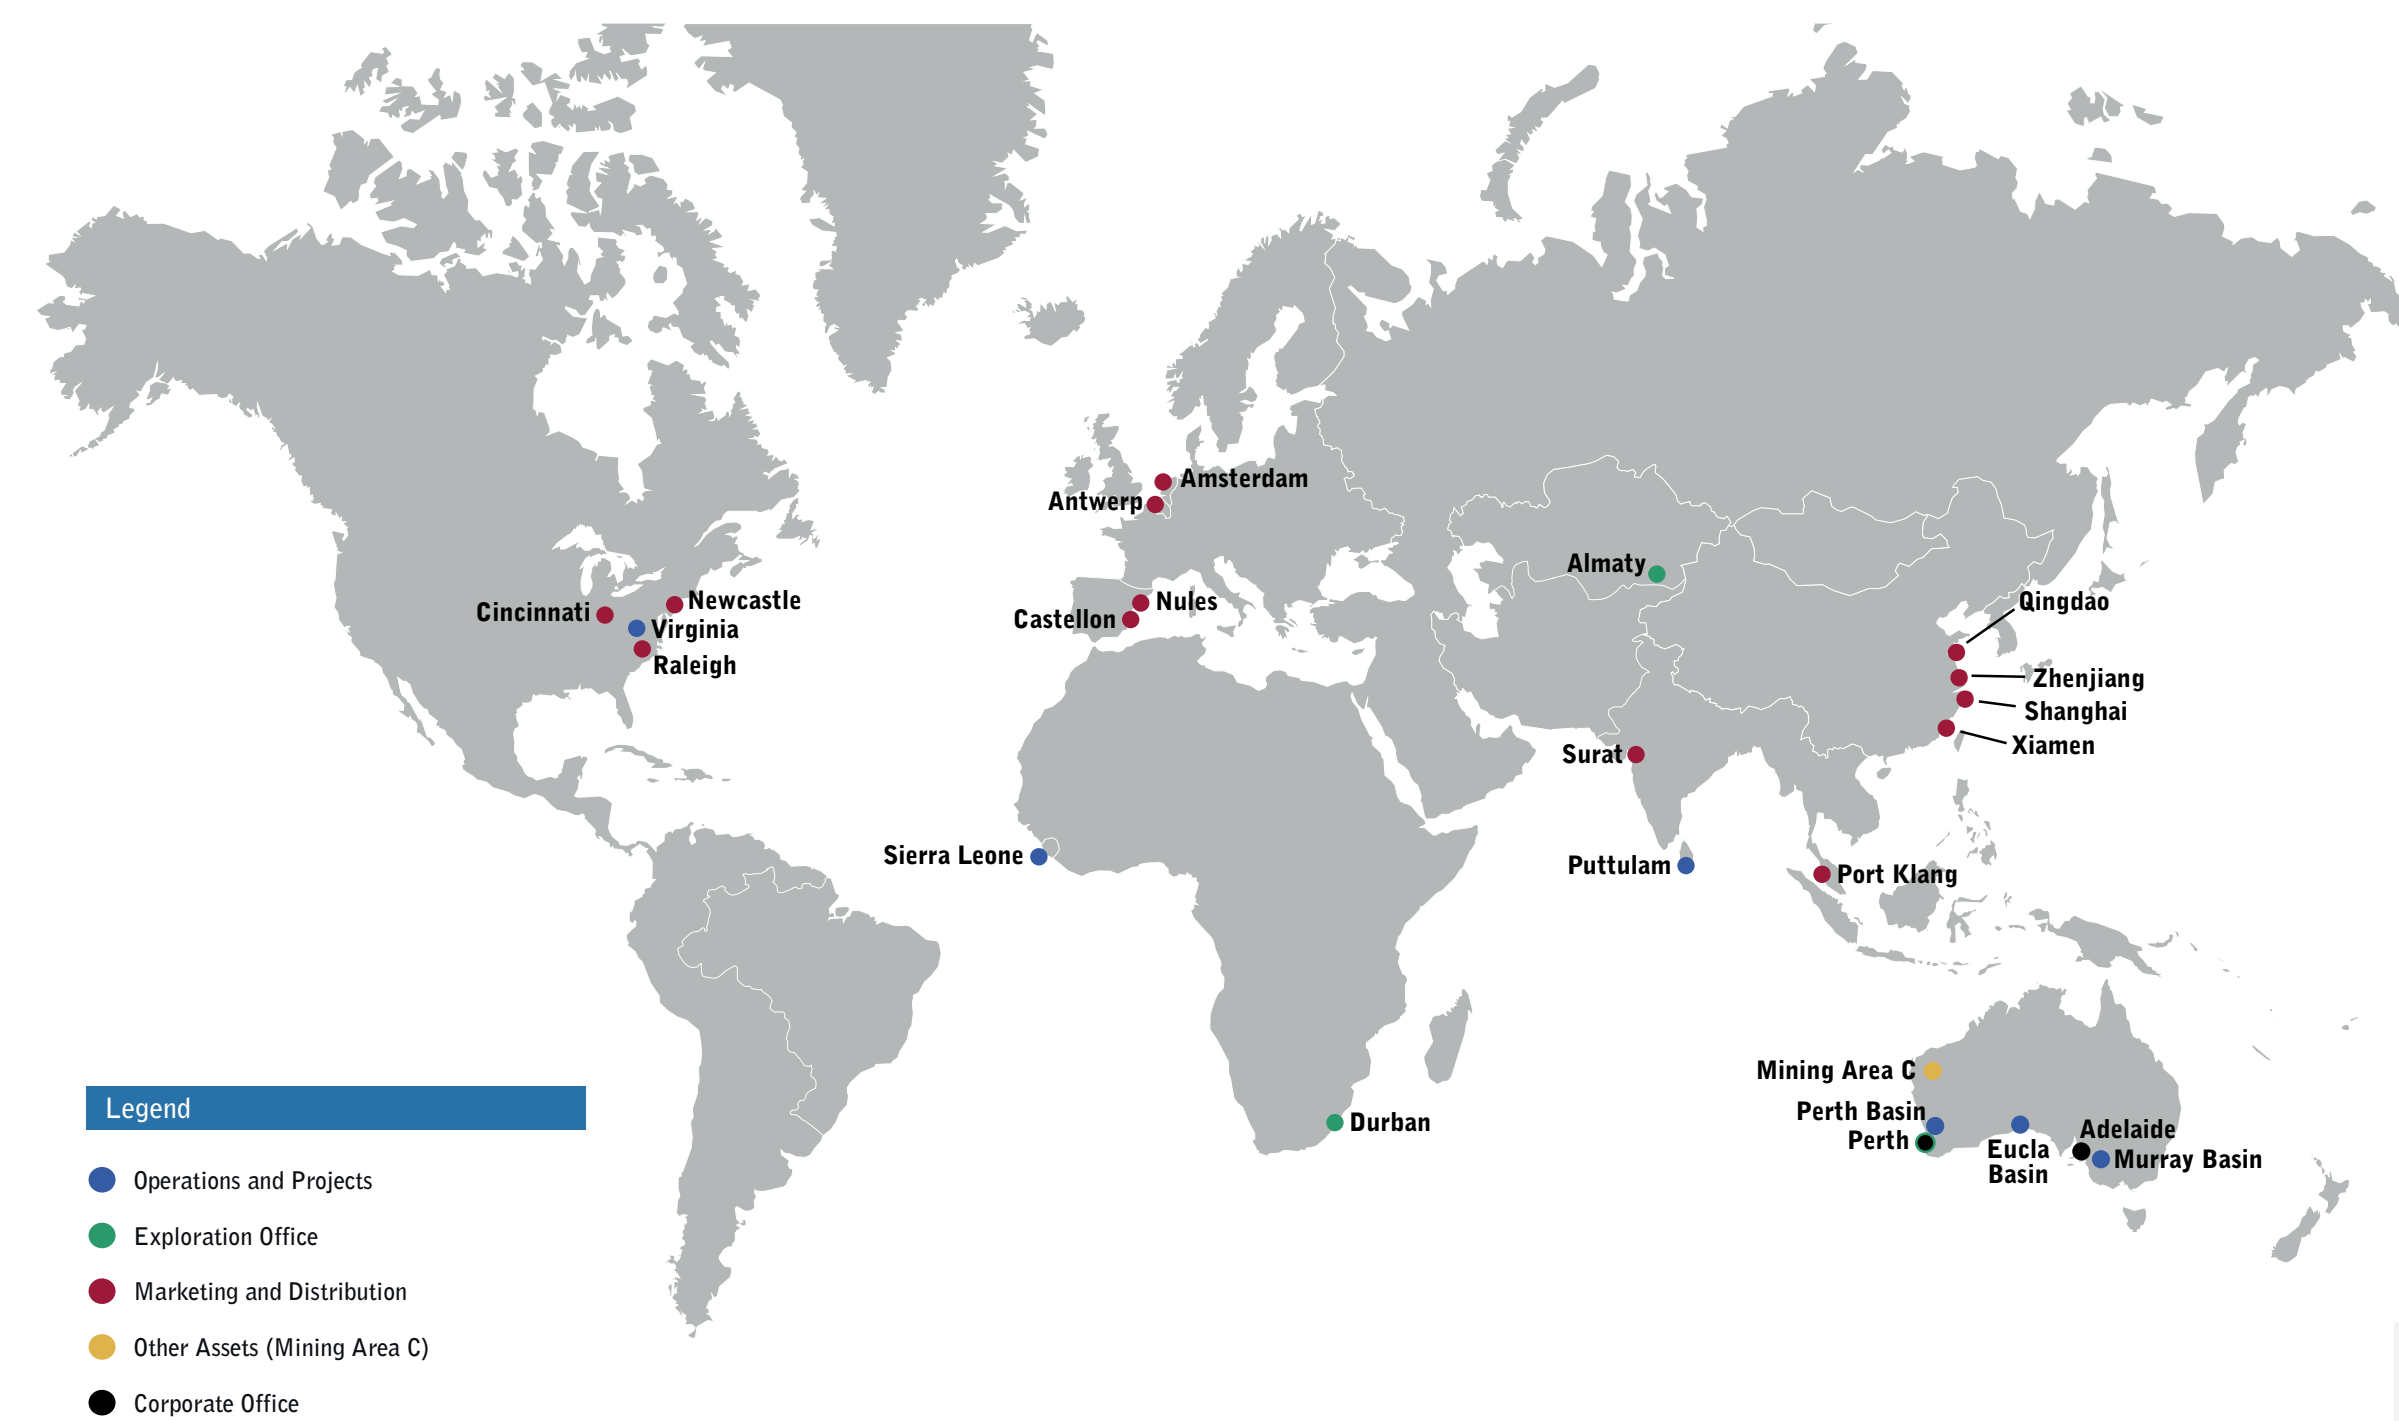 Amsterdam
Antwerp
Almaty
Nules
Castellon
Newcastle
Cincinnati
Virginia
Raleigh
Qingdao
Zhenjiang
Shanghai
Xiamen
Surat
Sierra Leone
Puttulam
Port Klang
Mining Area C
Perth Basin
Perth
Durban
Eucla
Basin
Adelaide
Murray Basin
Legend
Operations and Projects
Exploration Office
Marketing and Distribution
Other Assets (Mining Area C)
Corporate Office